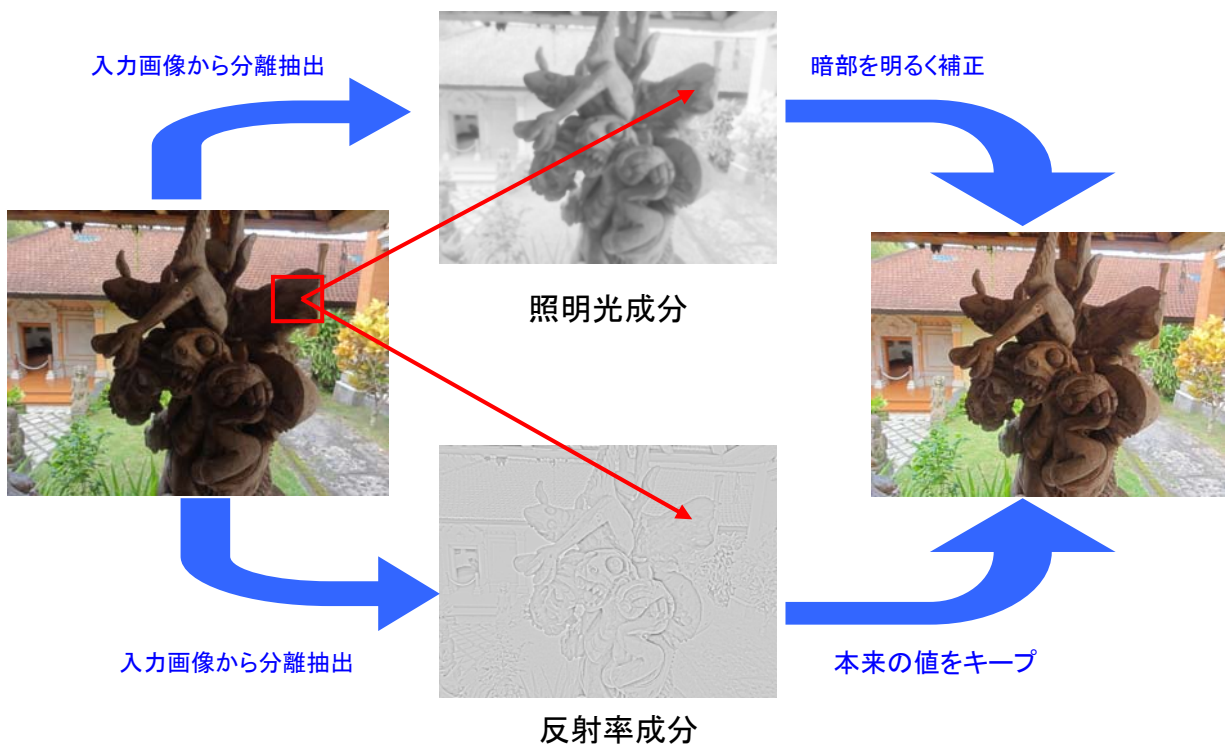 入力画像から分離抽出
暗部を明るく補正
照明光成分
入力画像から分離抽出
本来の値をキープ
反射率成分